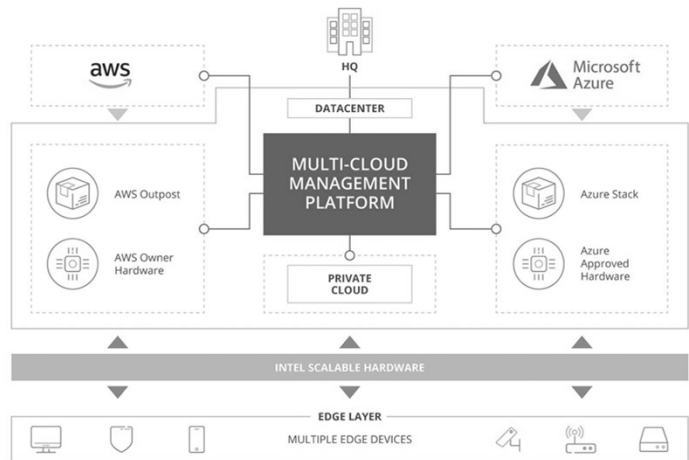 HQ
aws
Microsoft
Azure
DATACENTER
MULTI-CLOUD
MANAGEMENT
PLATFORM
AWS Outpost
Azure Stack
AWS Owner
Hardware
Azure
Approved
Hardware
PRIVATE
CLOUD
INTEL SCALABLE HARDWARE
EDGE LAYER
MULTIPLE EDGE DEVICES